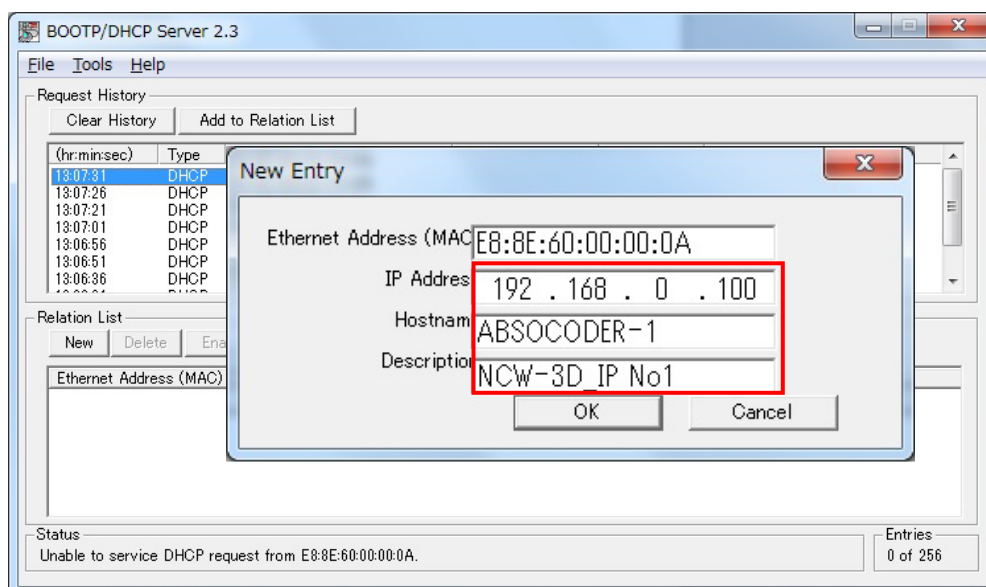 BOOTP/DHCP Server 2.3
File Tools Help
Request History
Clear History Add to Relation List
(hr:min:sec) Type
13:07:31 DHCP
13:07:26 DHCP
13:07:21 DHCP
13:07:01 DHCP
13:06:56 DHCP
13:06:51 DHCP
13:06:36 DHCP
New Entry
Ethernet Address (MAC E8:8E:60:00:00:0A
IP Addres 192 . 168 . 0 . 100
Hostnam ABSOCODER-1
Description NCW-3D_IP No1
OK Cancel
Relation List
New Delete Ena
Ethernet Address (MAC)
Status
Unable to service DHCP request from E8:8E:60:00:00:0A.
Entries
0 of 256